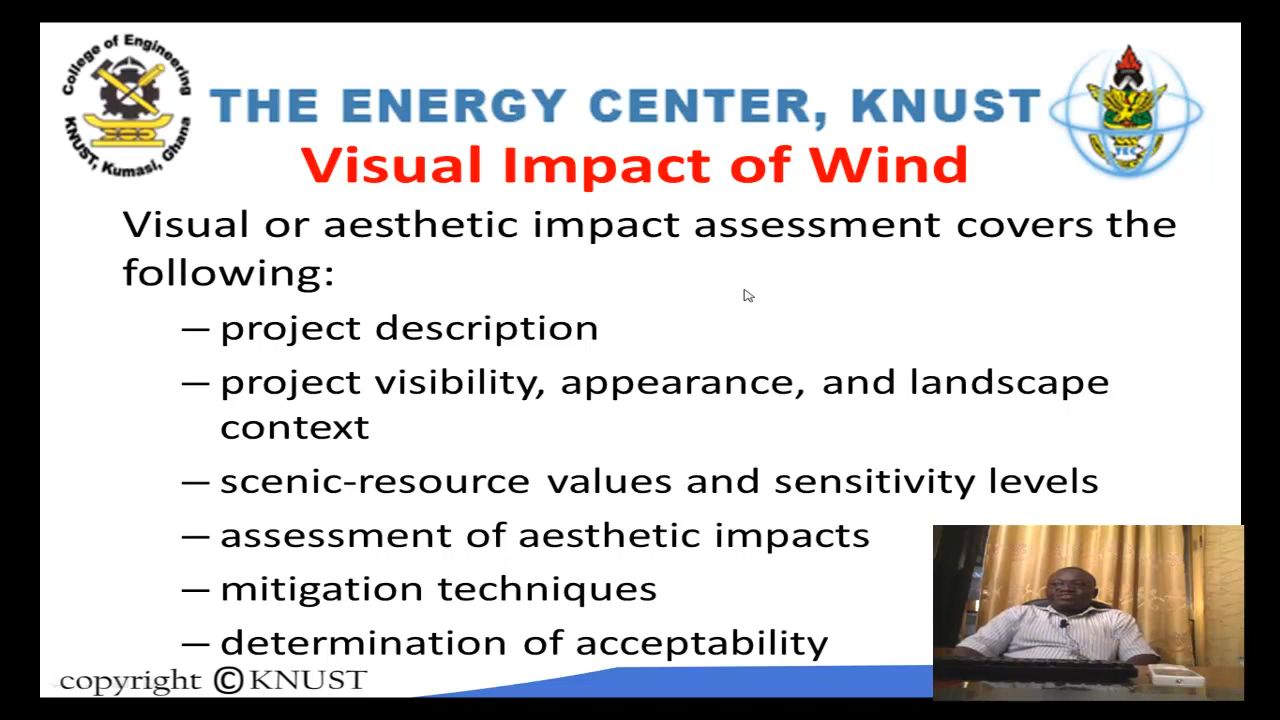 College of Engineering
KNUST, Kumasi, Ghana
THE ENERGY CENTER, KNUST
TEC
Visual Impact of Wind
Visual or aesthetic impact assessment covers the
following:
– project description
– project visibility, appearance, and landscape
context
– scenic-resource values and sensitivity levels
– assessment of aesthetic impacts
– mitigation techniques
– determination of acceptability
copyright © KNUST